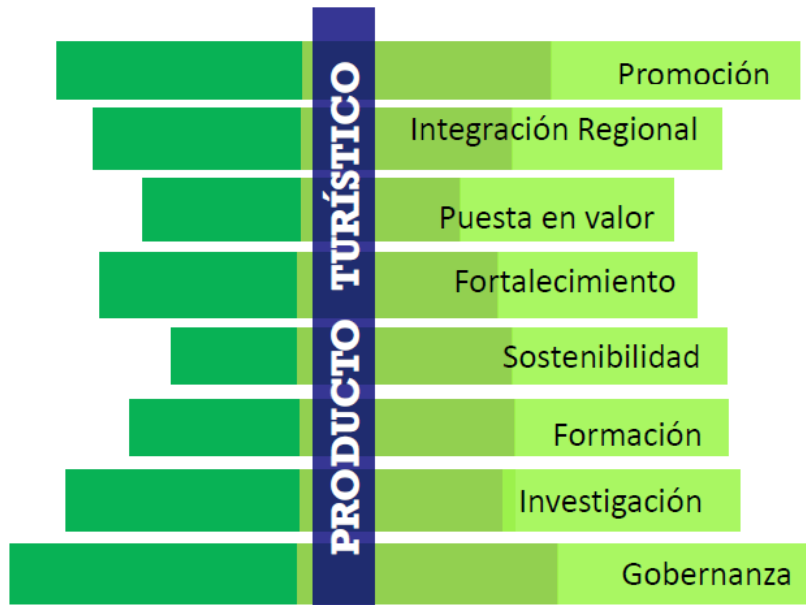 PRODUCTO TURÍSTICO
Promoción
Integración Regional
Puesta en valor
Fortalecimiento
Sostenibilidad
Formación
Investigación
Gobernanza